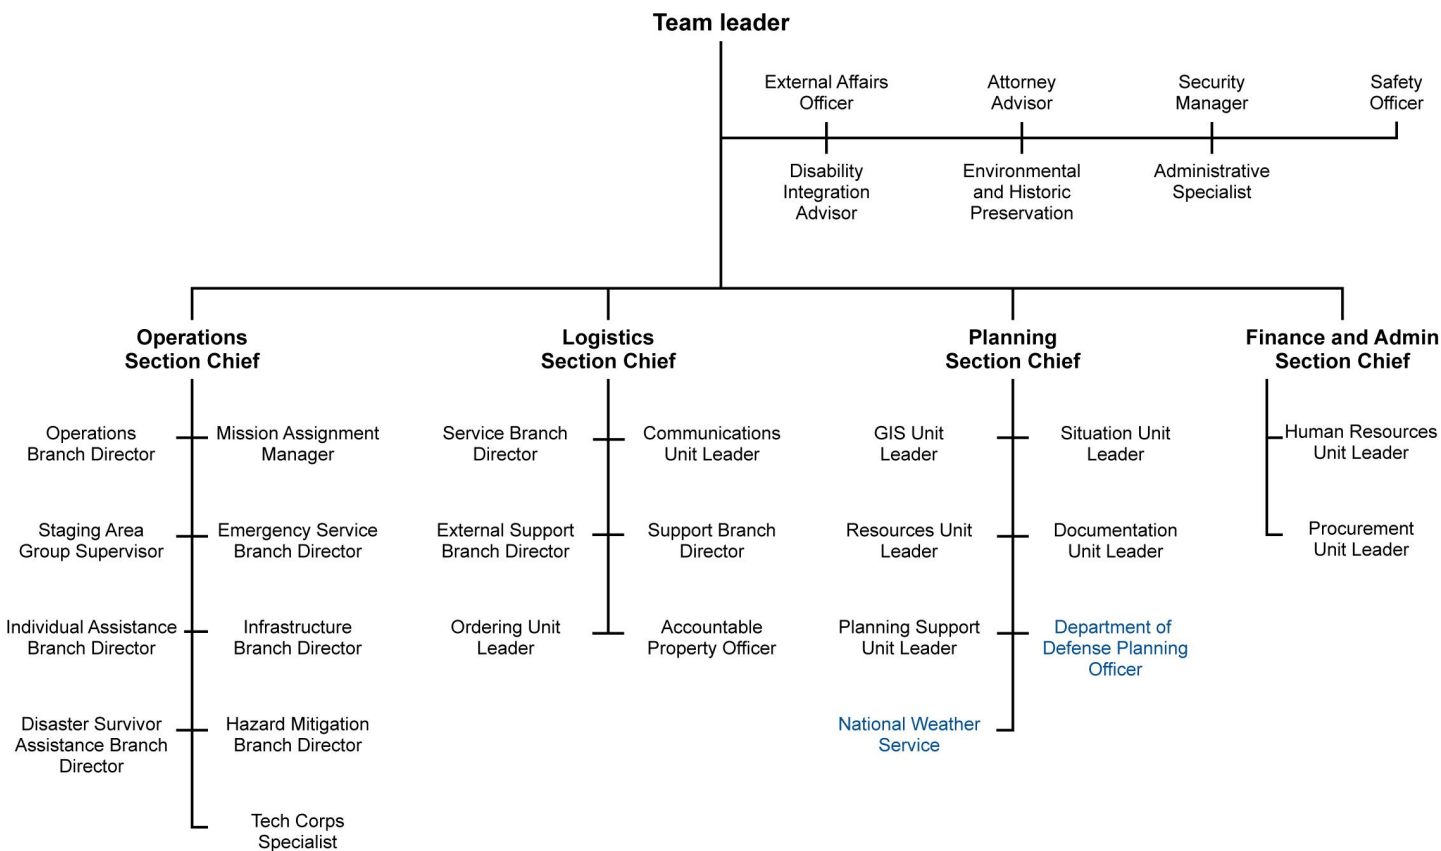 Team leader
External Affairs
Officer
Attorney
Advisor
Security
Manager
Safety
Officer
Disability
Integration
Advisor
Environmental
and Historic
Preservation
Administrative
Specialist
Operations
Section Chief
Logistics
Section Chief
Planning
Section Chief
Finance and Admin
Section Chief
Operations
Branch Director
Mission Assignment
Manager
Staging Area
Group Supervisor
Emergency Service
Branch Director
Individual Assistance
Branch Director
Infrastructure
Branch Director
Disaster Survivor
Assistance Branch
Director
Hazard Mitigation
Branch Director
Tech Corps
Specialist
Service Branch
Director
Communications
Unit Leader
External Support
Branch Director
Support Branch
Director
Ordering Unit
Leader
Accountable
Property Officer
GIS Unit
Leader
Situation Unit
Leader
Resources Unit
Leader
Documentation
Unit Leader
Planning Support
Unit Leader
Department of
Defense Planning
Officer
National Weather
Service
Human Resources
Unit Leader
Procurement
Unit Leader